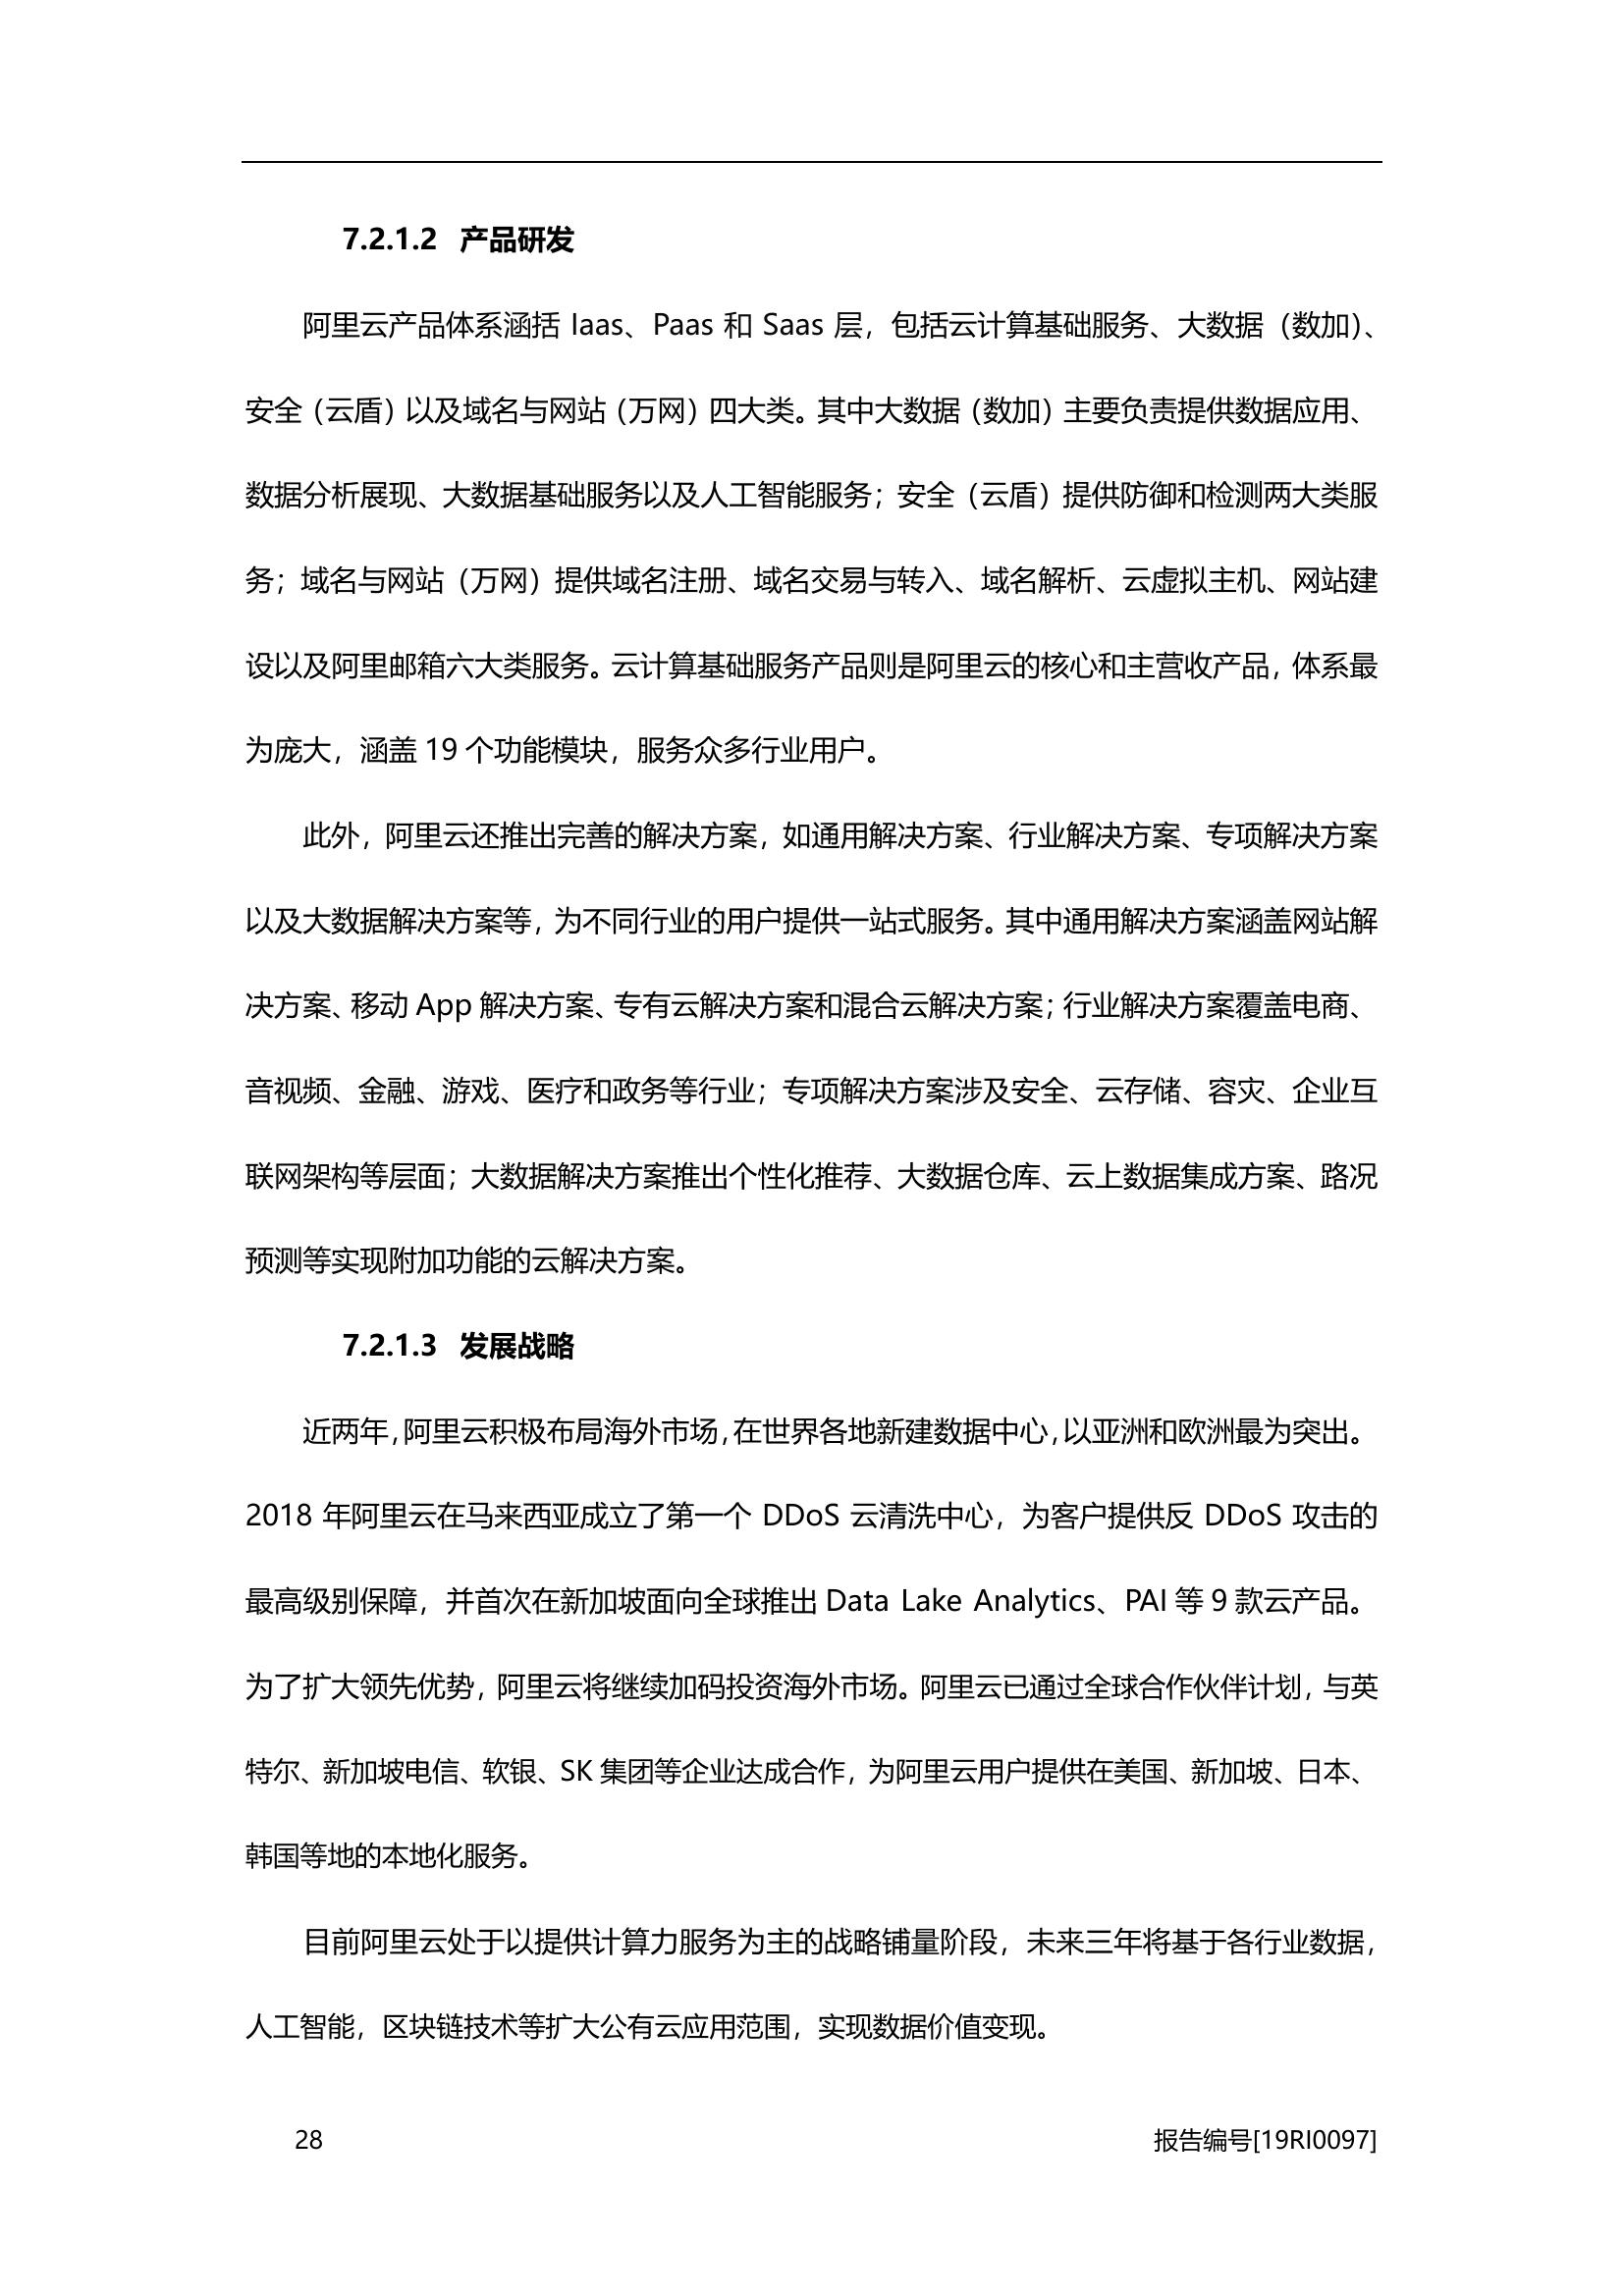 7.2.1.2 产品研发
阿里云产品体系涵括 Iaas、Paas 和 Saas 层，包括云计算基础服务、大数据（数加）、
安全（云盾）以及域名与网站（万网）四大类。其中大数据（数加）主要负责提供数据应用、
数据分析展现、大数据基础服务以及人工智能服务；安全（云盾）提供防御和检测两大类服
务；域名与网站（万网）提供域名注册、域名交易与转入、域名解析、云虚拟主机、网站建
设以及阿里邮箱六大类服务。云计算基础服务产品则是阿里云的核心和主营收产品，体系最
为庞大，涵盖 19 个功能模块，服务众多行业用户。
此外，阿里云还推出完善的解决方案，如通用解决方案、行业解决方案、专项解决方案
以及大数据解决方案等，为不同行业的用户提供一站式服务。其中通用解决方案涵盖网站解
决方案、移动 App 解决方案、专有云解决方案和混合云解决方案；行业解决方案覆盖电商、
音视频、金融、游戏、医疗和政务等行业；专项解决方案涉及安全、云存储、容灾、企业互
联网架构等层面；大数据解决方案推出个性化推荐、大数据仓库、云上数据集成方案、路况
预测等实现附加功能的云解决方案。
7.2.1.3 发展战略
近两年，阿里云积极布局海外市场，在世界各地新建数据中心，以亚洲和欧洲最为突出。
2018 年阿里云在马来西亚成立了第一个 DDoS 云清洗中心，为客户提供反 DDoS 攻击的
最高级别保障，并首次在新加坡面向全球推出 Data Lake Analytics、PAI 等 9 款云产品。
为了扩大领先优势，阿里云将继续加码投资海外市场。阿里云已通过全球合作伙伴计划，与英
特尔、新加坡电信、软银、SK 集团等企业达成合作，为阿里云用户提供在美国、新加坡、日本、
韩国等地的本地化服务。
目前阿里云处于以提供计算力服务为主的战略铺量阶段，未来三年将基于各行业数据，
人工智能，区块链技术等扩大公有云应用范围，实现数据价值变现。
28 报告编号[19RI0097]